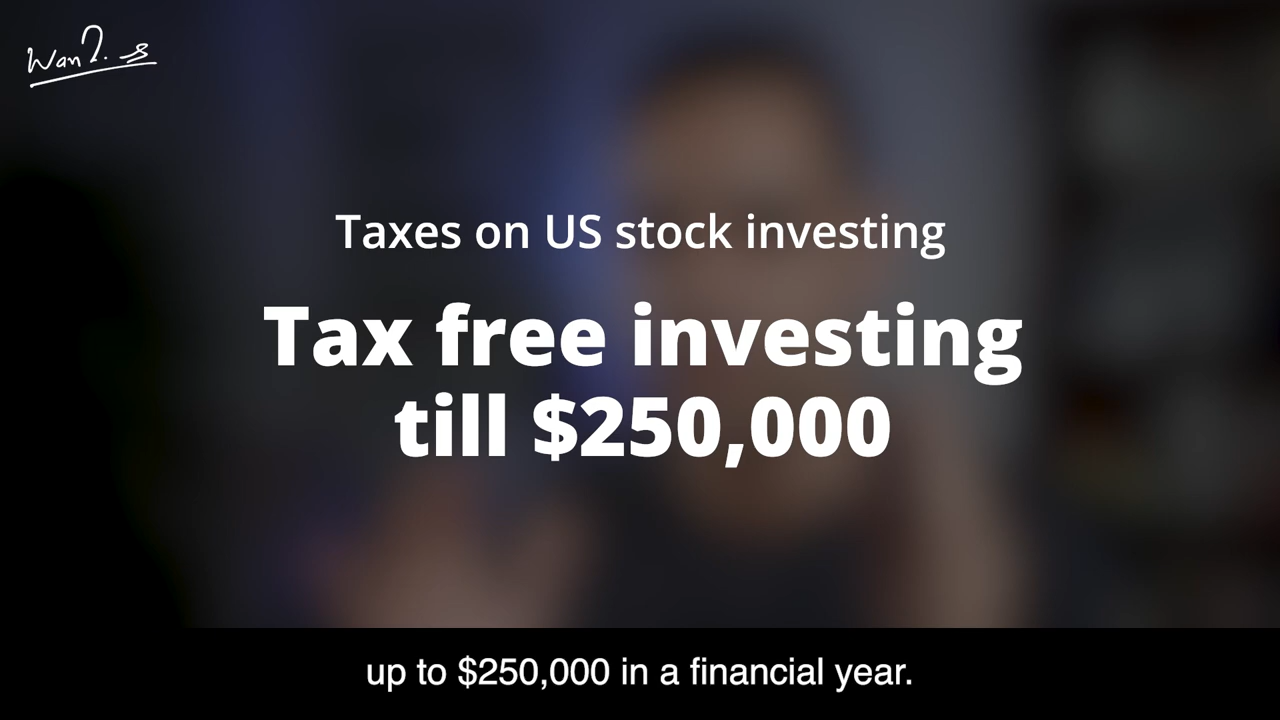 Taxes on US stock investing
Tax free investing
till $250,000
up to $250,000 in a financial year.